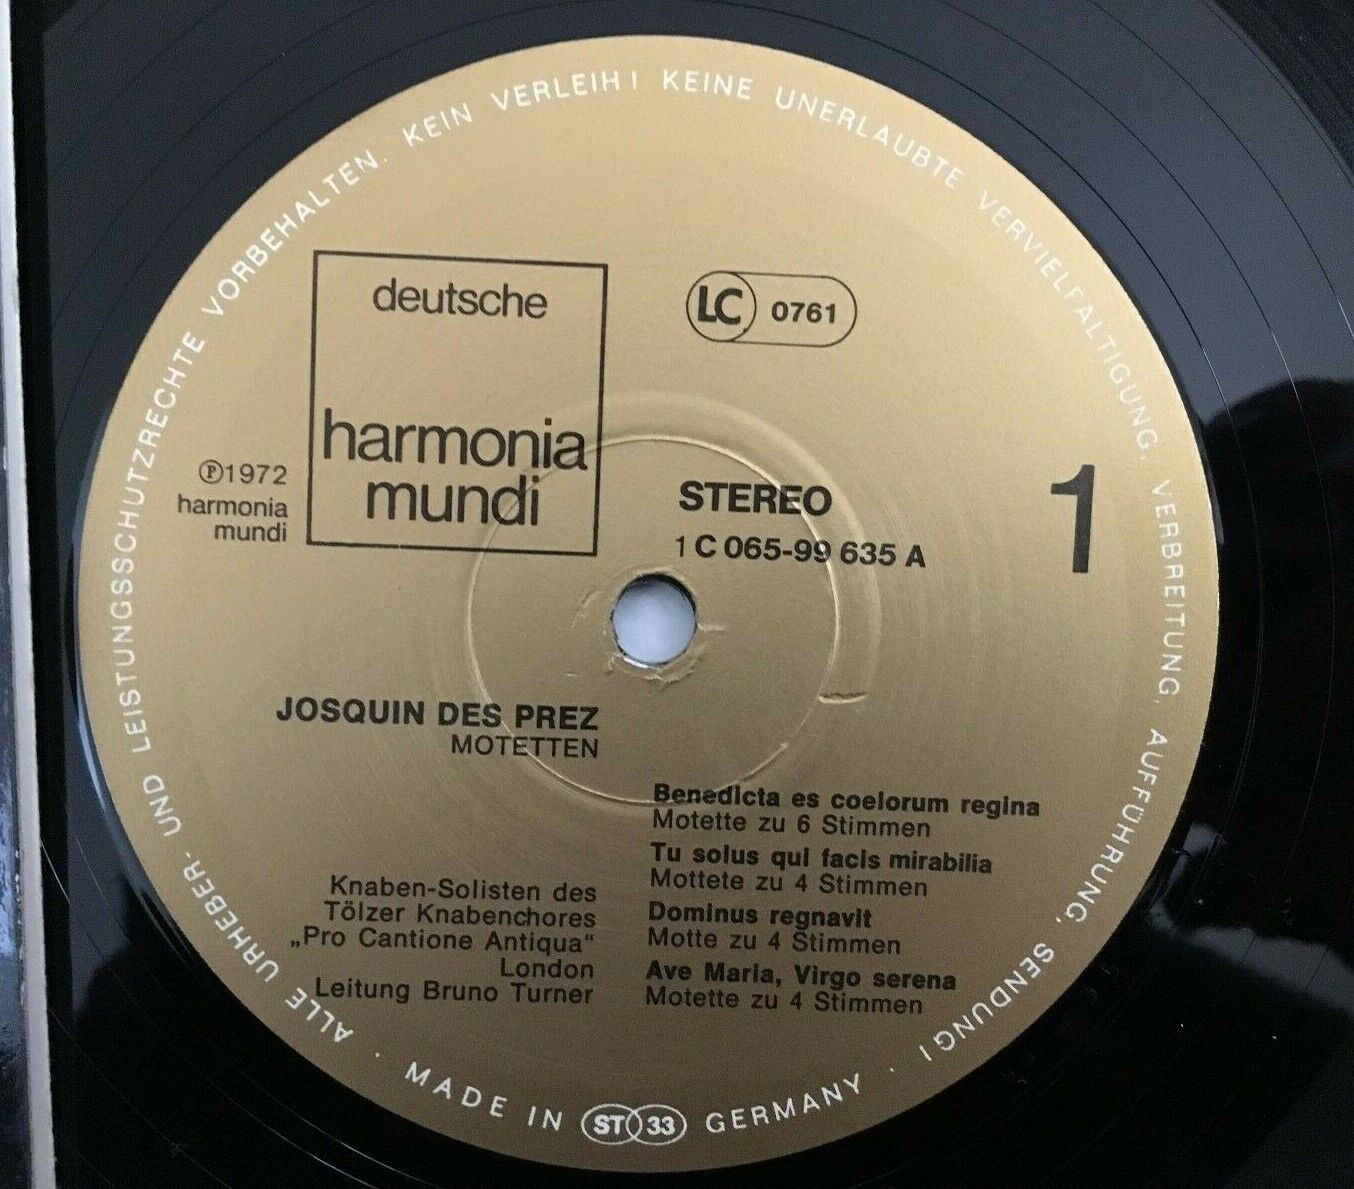 ALLE URHEBER- UND LEISTUNGSSCHUTZRECHTE VORBEHALTEN. KEIN VERLEIH! KEINE UNERLAUBTE VERVIELFÄLTIGUNG, VERBREITUNG, AUFFÜHRUNG, SENDUNG!
deutsche
harmonia
mundi
LC 0761
℗1972
harmonia
mundi
STEREO
1 C 065-99 635 A
1
JOSQUIN DES PREZ
MOTETTEN
Benedicta es coelorum regina
Motette zu 6 Stimmen
Tu solus qui facis mirabilia
Mottete zu 4 Stimmen
Dominus regnavit
Motte zu 4 Stimmen
Ave Maria, Virgo serena
Motette zu 4 Stimmen
Knaben-Solisten des
Tölzer Knabenchores
„Pro Cantione Antiqua“
London
Leitung Bruno Turner
· MADE IN ST 33 GERMANY ·